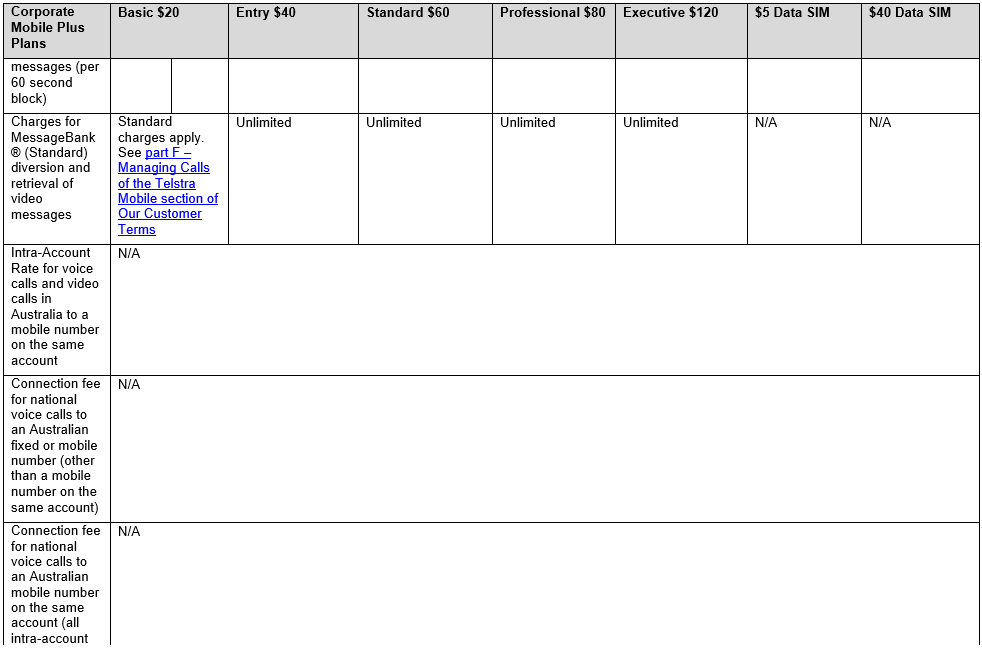 Corporate
Mobile Plus
Plans
Basic $20
Entry $40
Standard $60
Professional $80
Executive $120
$5 Data SIM
$40 Data SIM
messages (per
60 second
block)
Charges for
MessageBank
® (Standard)
diversion and
retrieval of
video
messages
Standard
charges apply.
See part F –
Managing Calls
of the Telstra
Mobile section of
Our Customer
Terms
Unlimited
Unlimited
Unlimited
Unlimited
N/A
N/A
Intra-Account
Rate for voice
calls and video
calls in
Australia to a
mobile number
on the same
account
N/A
Connection fee
for national
voice calls to
an Australian
fixed or mobile
number (other
than a mobile
number on the
same account)
N/A
Connection fee
for national
voice calls to
an Australian
mobile number
on the same
account (all
intra-account
N/A